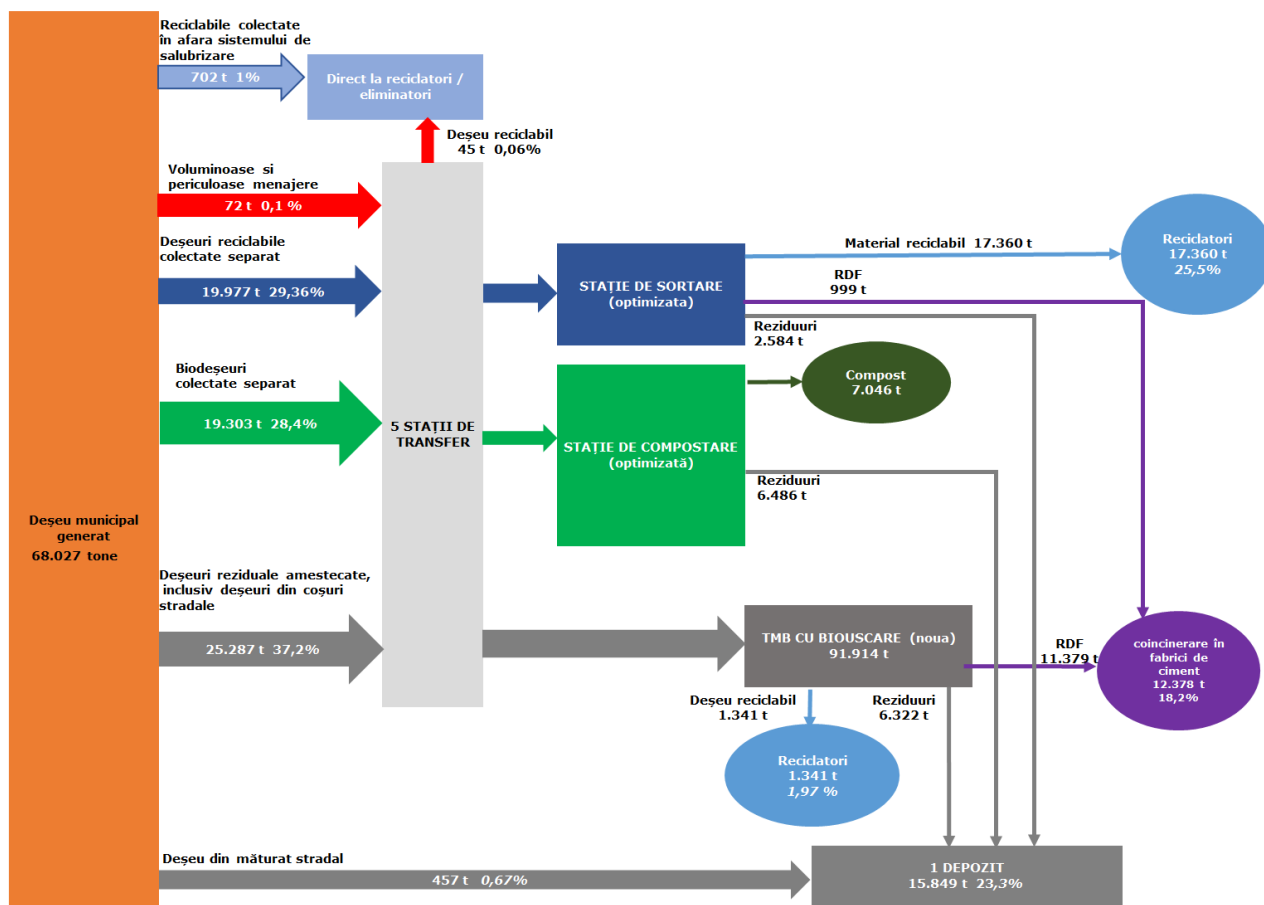 Reciclabile colectate
în afara sistemului de
salubrizare
702 t 1%
Direct la reciclatori /
eliminatori
Deșeu reciclabil
45 t 0,06%
Voluminoase si
periculoase menajere
72 t 0,1 %
Deșeuri reciclabile
colectate separat
19.977 t 29,36%
STAȚIE DE SORTARE
(optimizata)
Material reciclabil 17.360 t
Reciclatori
17.360 t
25,5%
RDF
999 t
Reziduuri
2.584 t
Biodeșeuri
colectate separat
19.303 t 28,4%
5 STAȚII DE
TRANSFER
STAȚIE DE COMPOSTARE
(optimizată)
Compost
7.046 t
Reziduuri
6.486 t
Deșeu municipal
generat
68.027 tone
Deșeuri reziduale amestecate,
inclusiv deșeuri din coșuri
stradale
25.287 t 37,2%
TMB CU BIOUSCARE (noua)
91.914 t
RDF
11.379 t
coincinerare în
fabrici de
ciment
12.378 t
18,2%
Deșeu reciclabil
1.341 t
Reziduuri
6.322 t
Reciclatori
1.341 t
1,97 %
Deșeu din măturat stradal
457 t 0,67%
1 DEPOZIT
15.849 t 23,3%